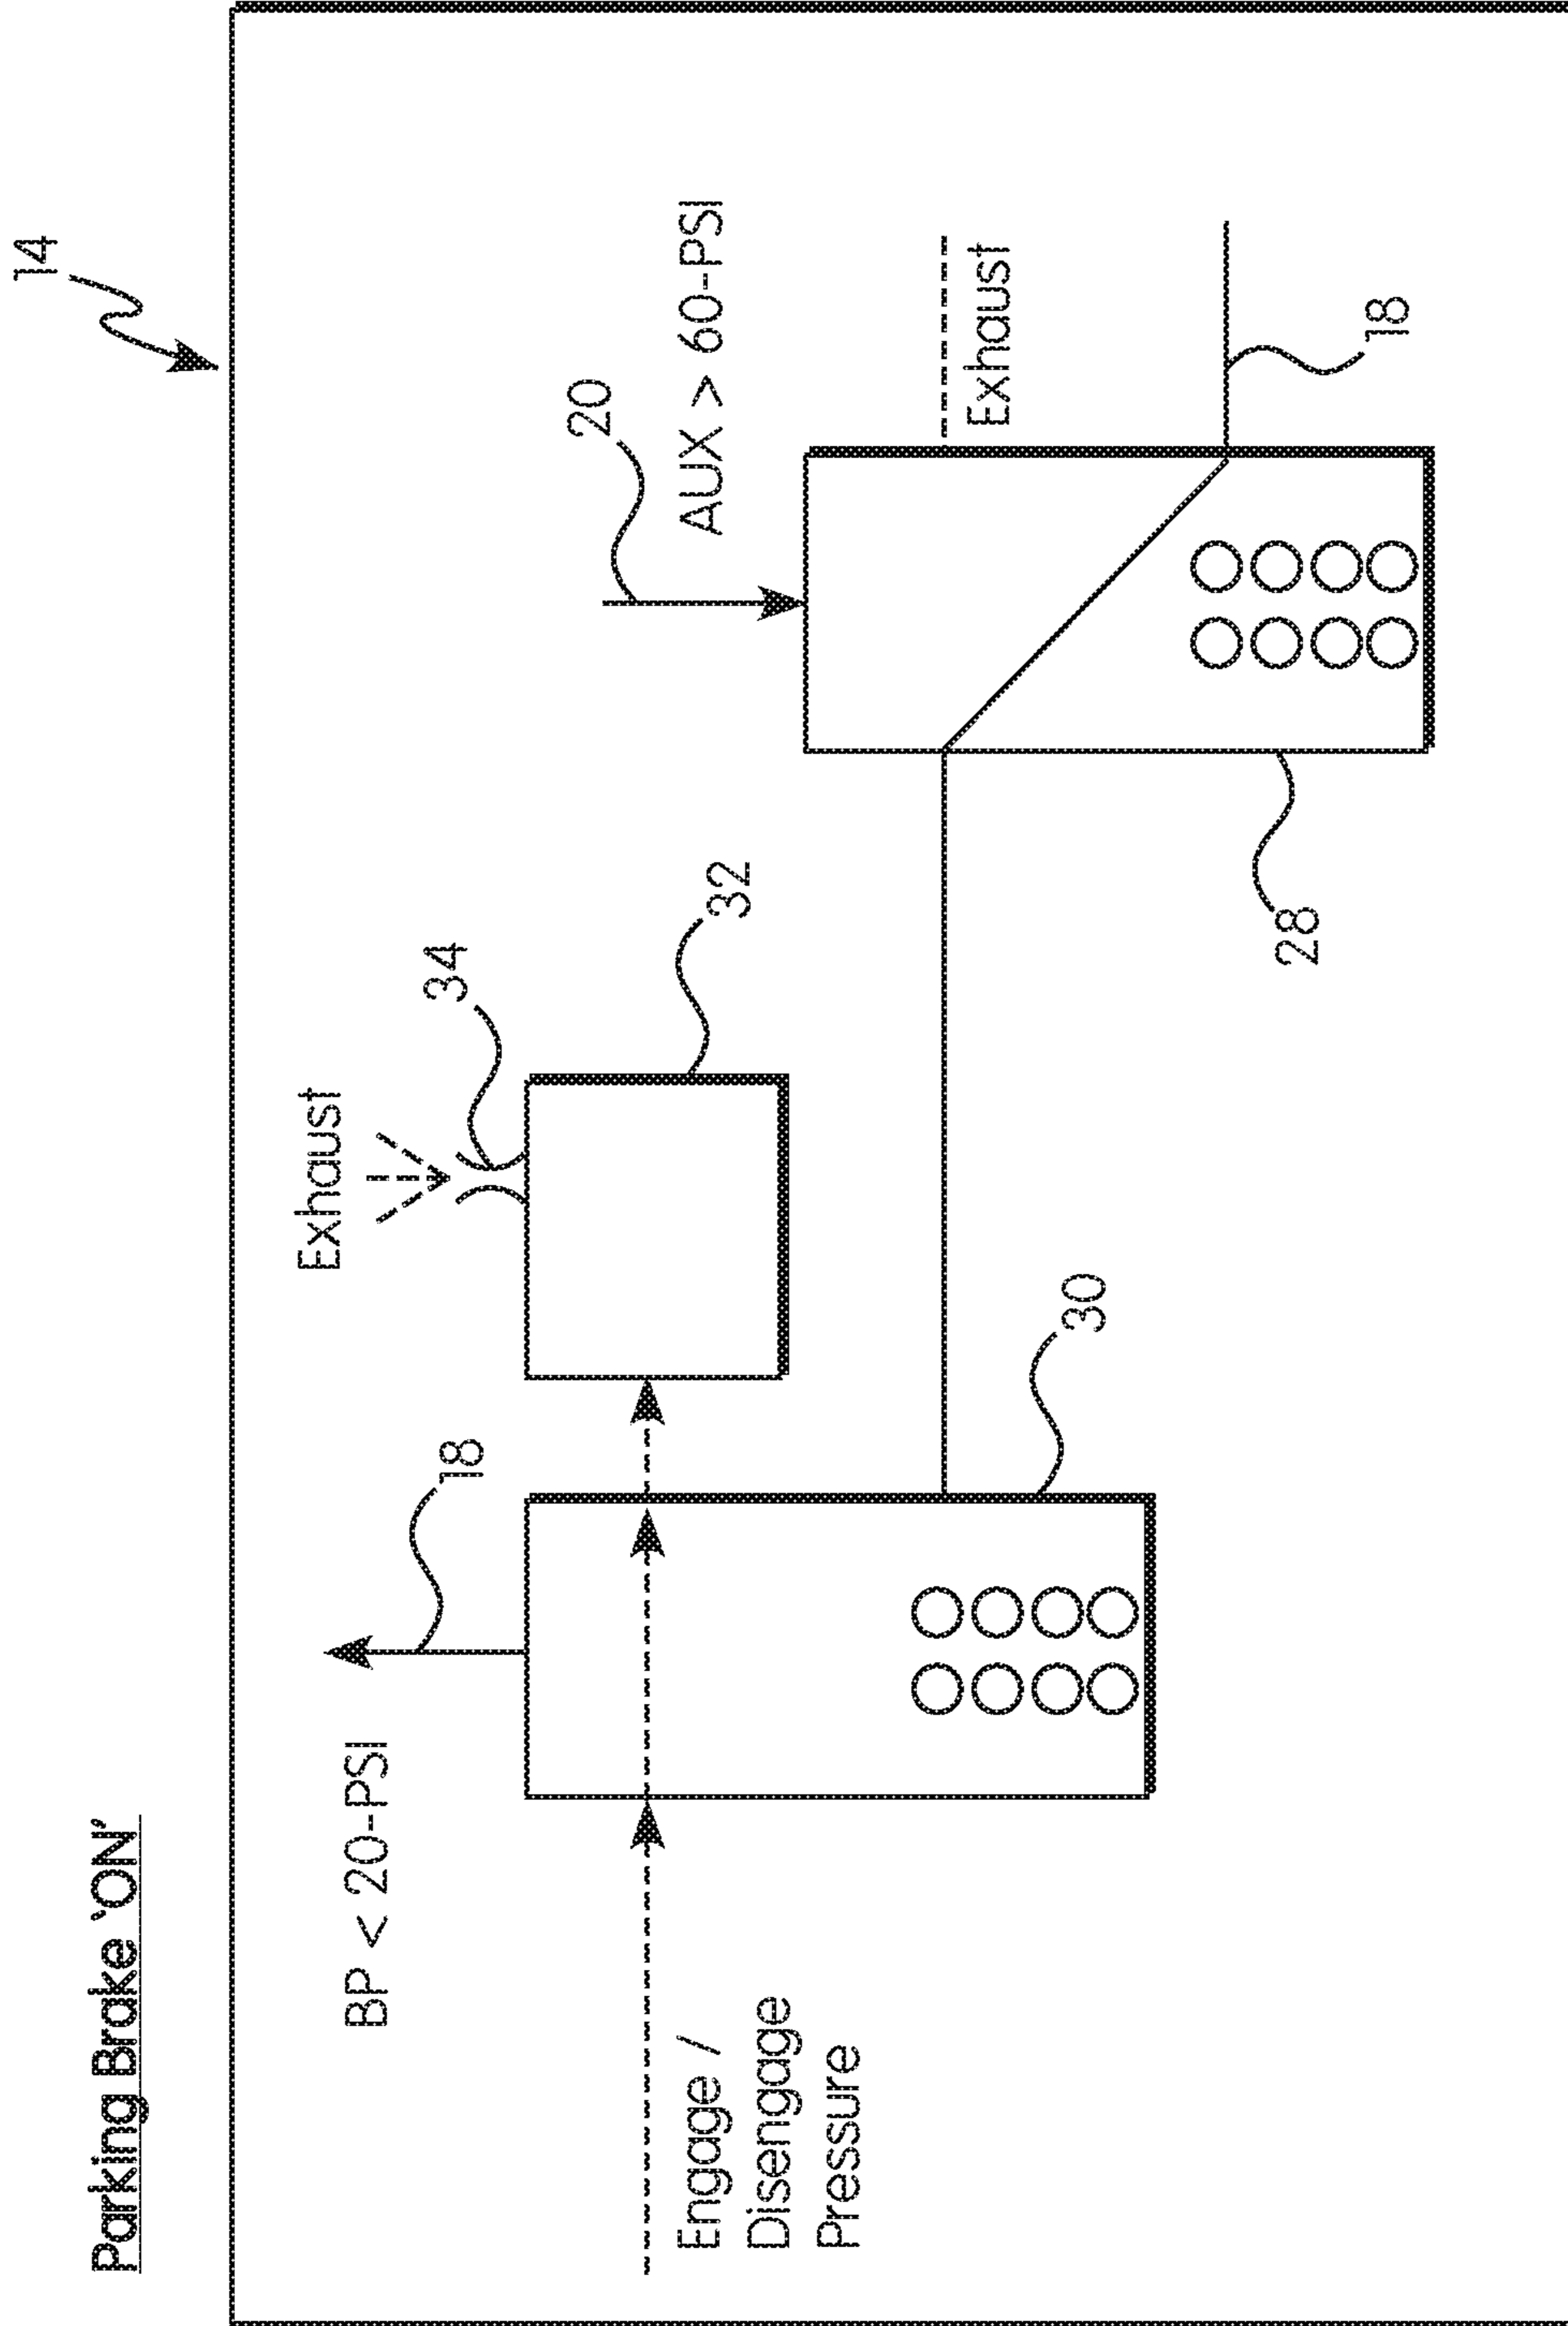 Parking Brake 'ON'
14
BP < 20-PSI
18
Exhaust
34
32
20
AUX > 60-PSI
Engage /
Disengage
Pressure
30
Exhaust
28
18